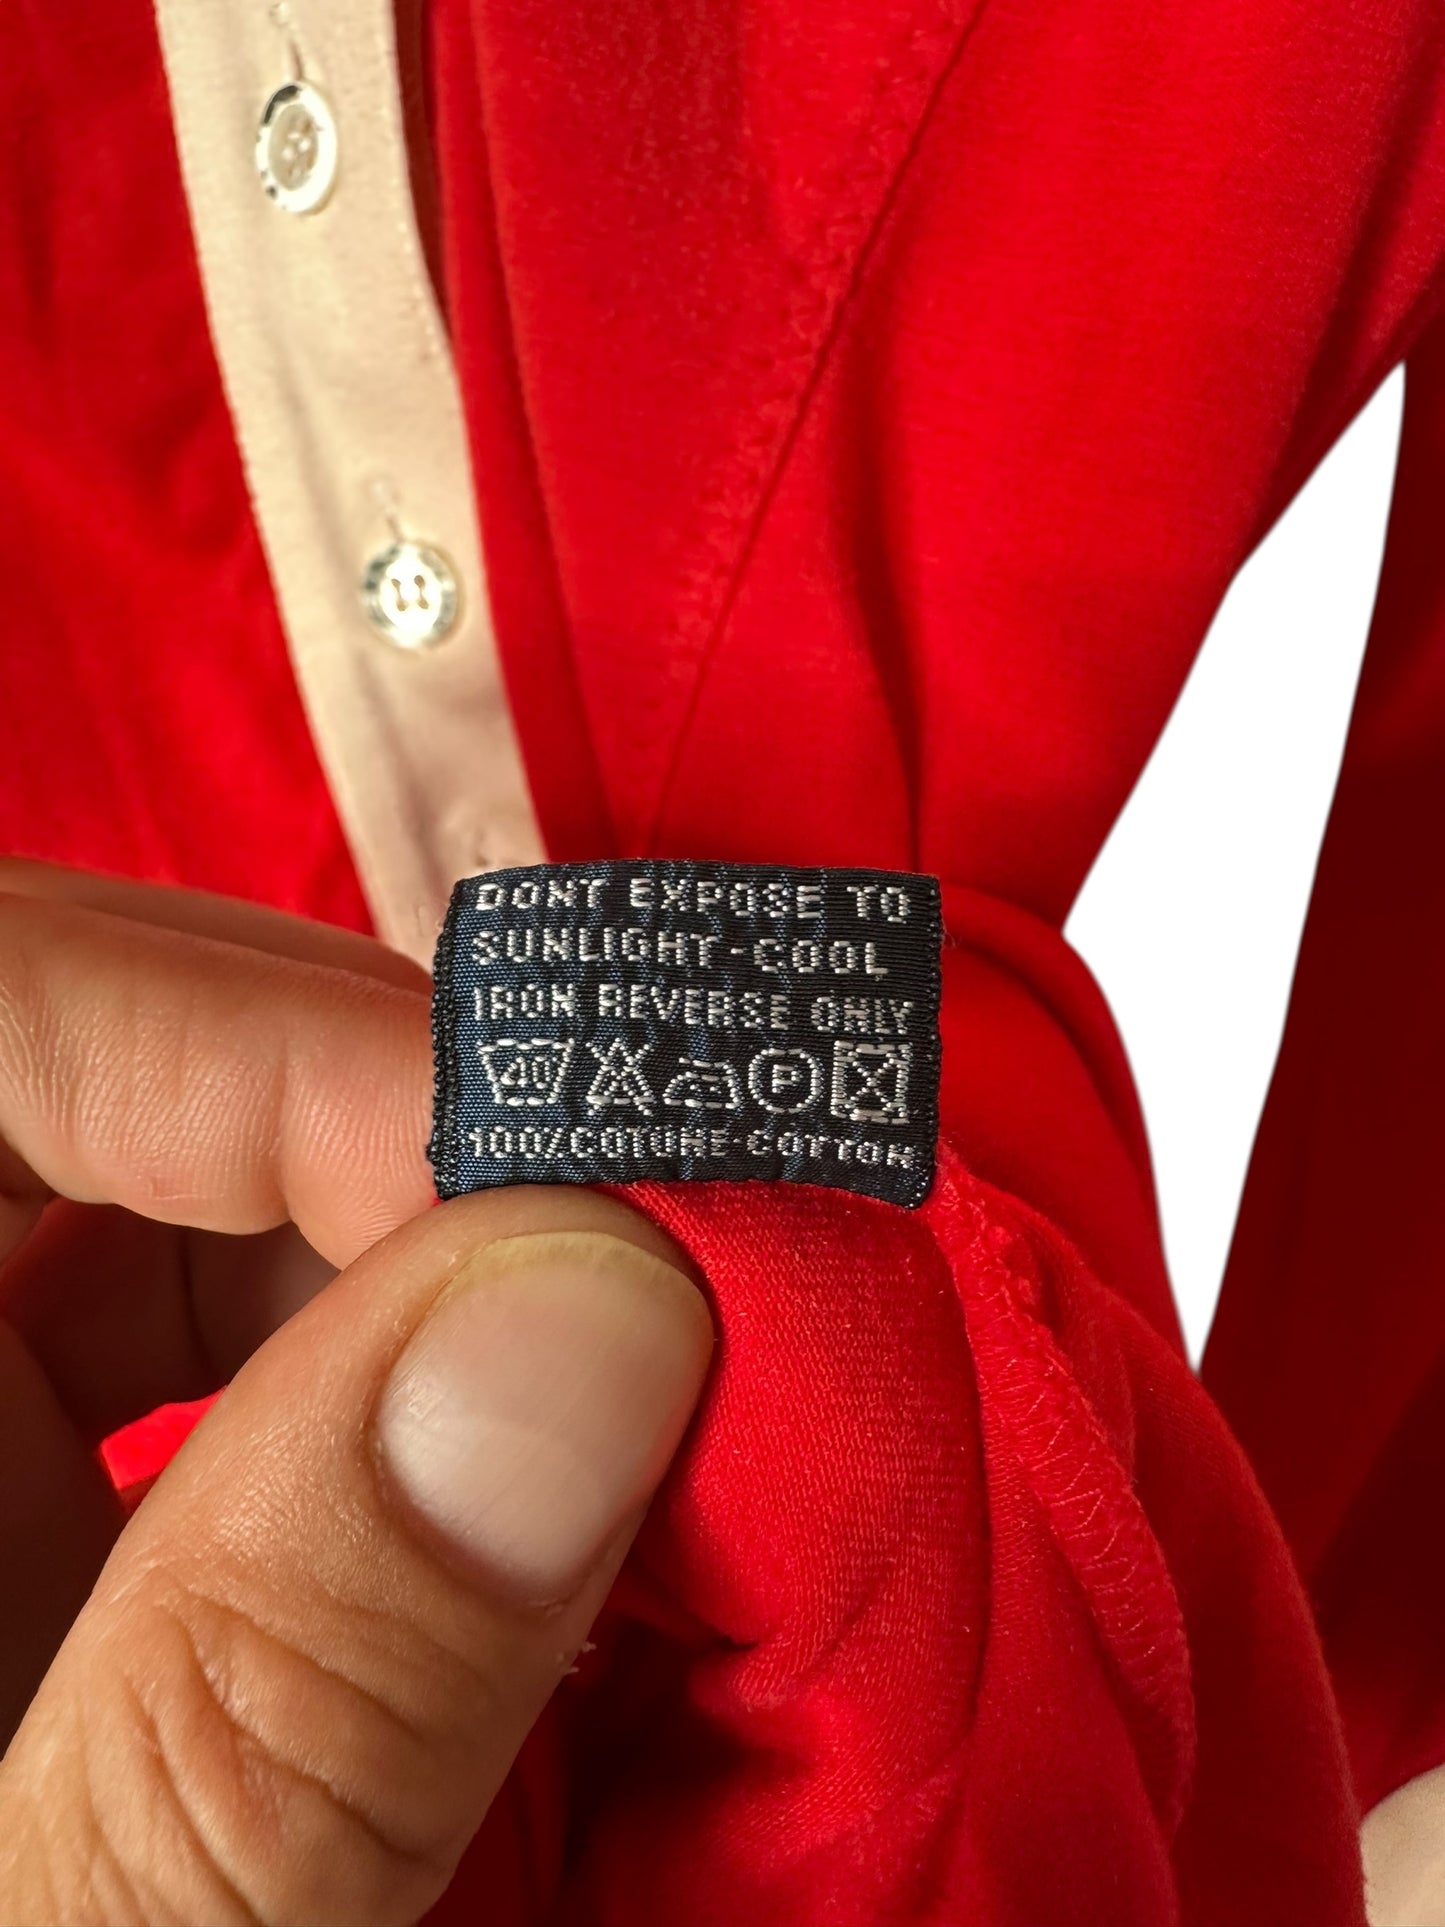 DONT EXPOSE TO
SUNLIGHT-COOL
IRON REVERSE ONLY
40 P
100%COTONE-COTTON